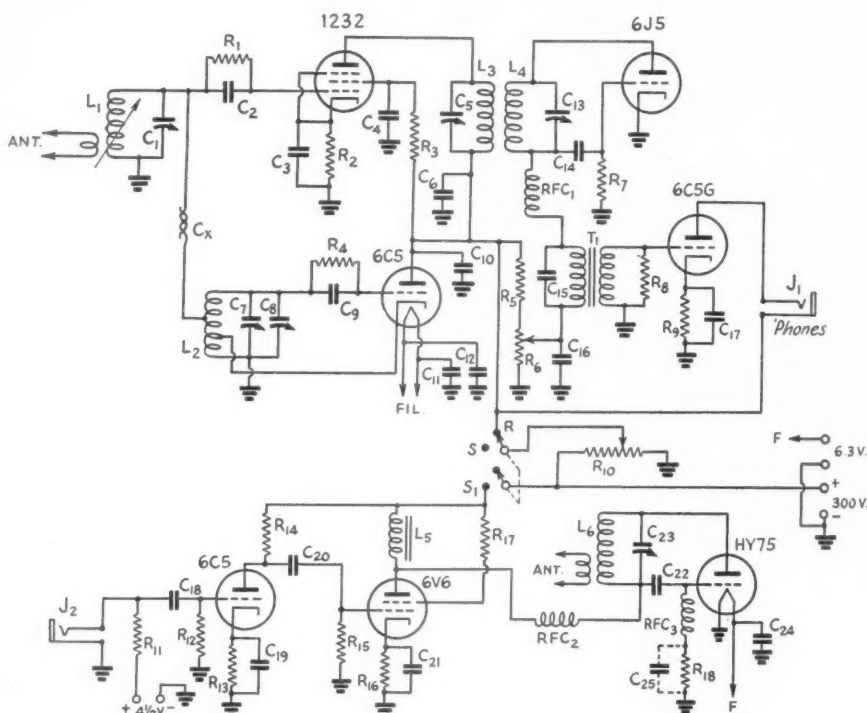 1232
6J5
R1
L3
L4
C5
C13
L1
C1
C2
ANT.
C3
R2
C4
R3
C14
R7
C6
RFC1
6C5G
Cx
R4
6C5
T1
J1
C10
C15
R8
C7
C8
C9
R5
'Phones
R9
C17
L2
R6
C16
C12
C11
FIL.
R
F
S
6.3 V.
R10
+
S1
300V.
-
R14
L5
R17
L6
C23
HY75
6C5
C20
6V6
ANT.
C22
J2
C18
RFC3
R11
R12
RFC2
C24
C19
R15
C21
R13
R16
C25
R18
+ 4½V -
F